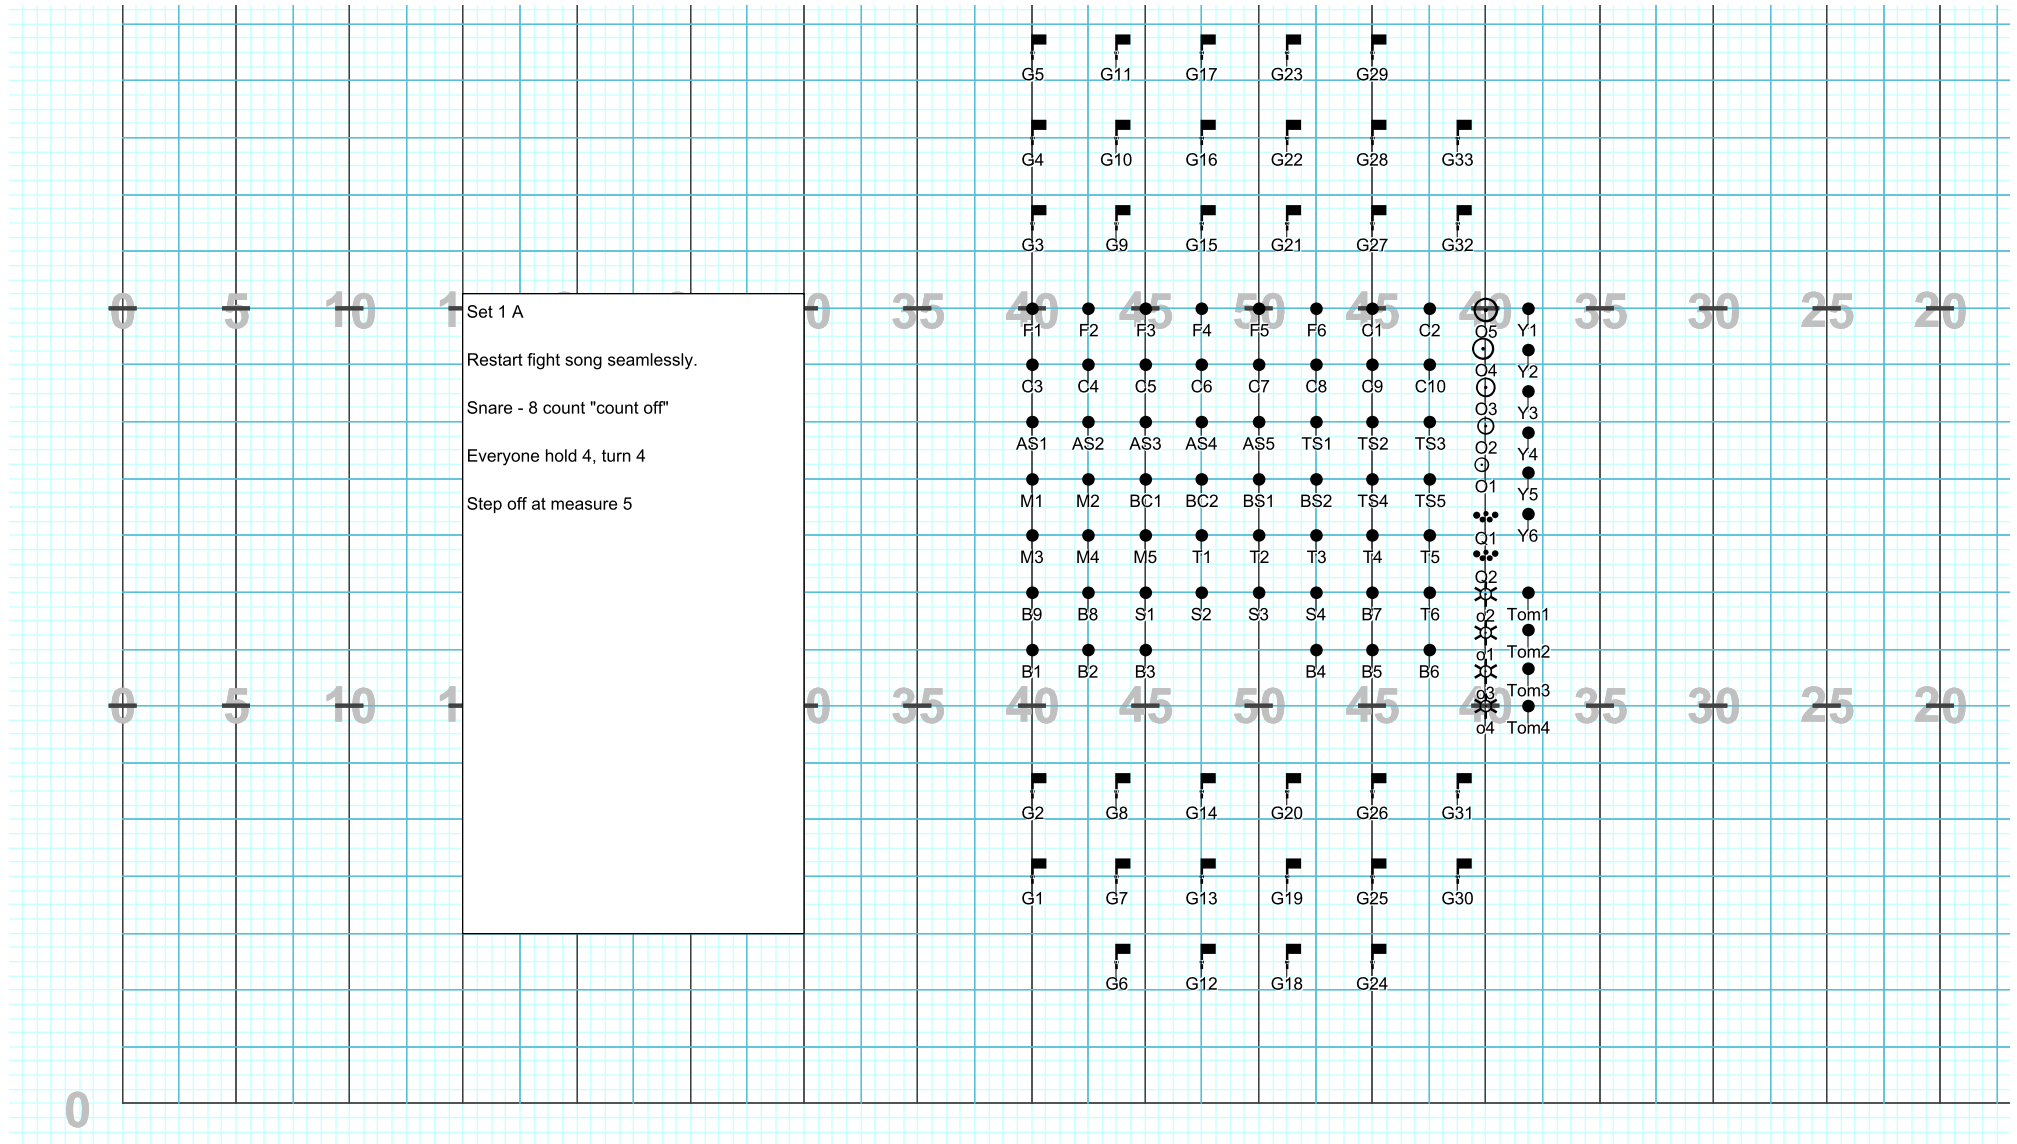 G5 G11 G17 G23 G29
G4 G10 G16 G22 G28 G33
G3 G9 G15 G21 G27 G32
0 5 10 1 0 35 40 45 50 45 40 35 30 25 20
Set 1 A
F1 F2 F3 F4 F5 F6 C1 C2 O5 Y1
Restart fight song seamlessly.
O4 Y2
C3 C4 C5 C6 C7 C8 C9 C10
Snare - 8 count "count off"
O3 Y3
AS1 AS2 AS3 AS4 AS5 TS1 TS2 TS3 O2 Y4
Everyone hold 4, turn 4
O1 Y5
Step off at measure 5
M1 M2 BC1 BC2 BS1 BS2 TS4 TS5
Q1 Y6
M3 M4 M5 T1 T2 T3 T4 T5
Q2
B9 B8 S1 S2 S3 S4 B7 T6 o2 Tom1
o1 Tom2
B1 B2 B3 B4 B5 B6
o3 Tom3
0 5 10 1 0 35 40 45 50 45 40 35 30 25 20
o4 Tom4
G2 G8 G14 G20 G26 G31
G1 G7 G13 G19 G25 G30
G6 G12 G18 G24
0